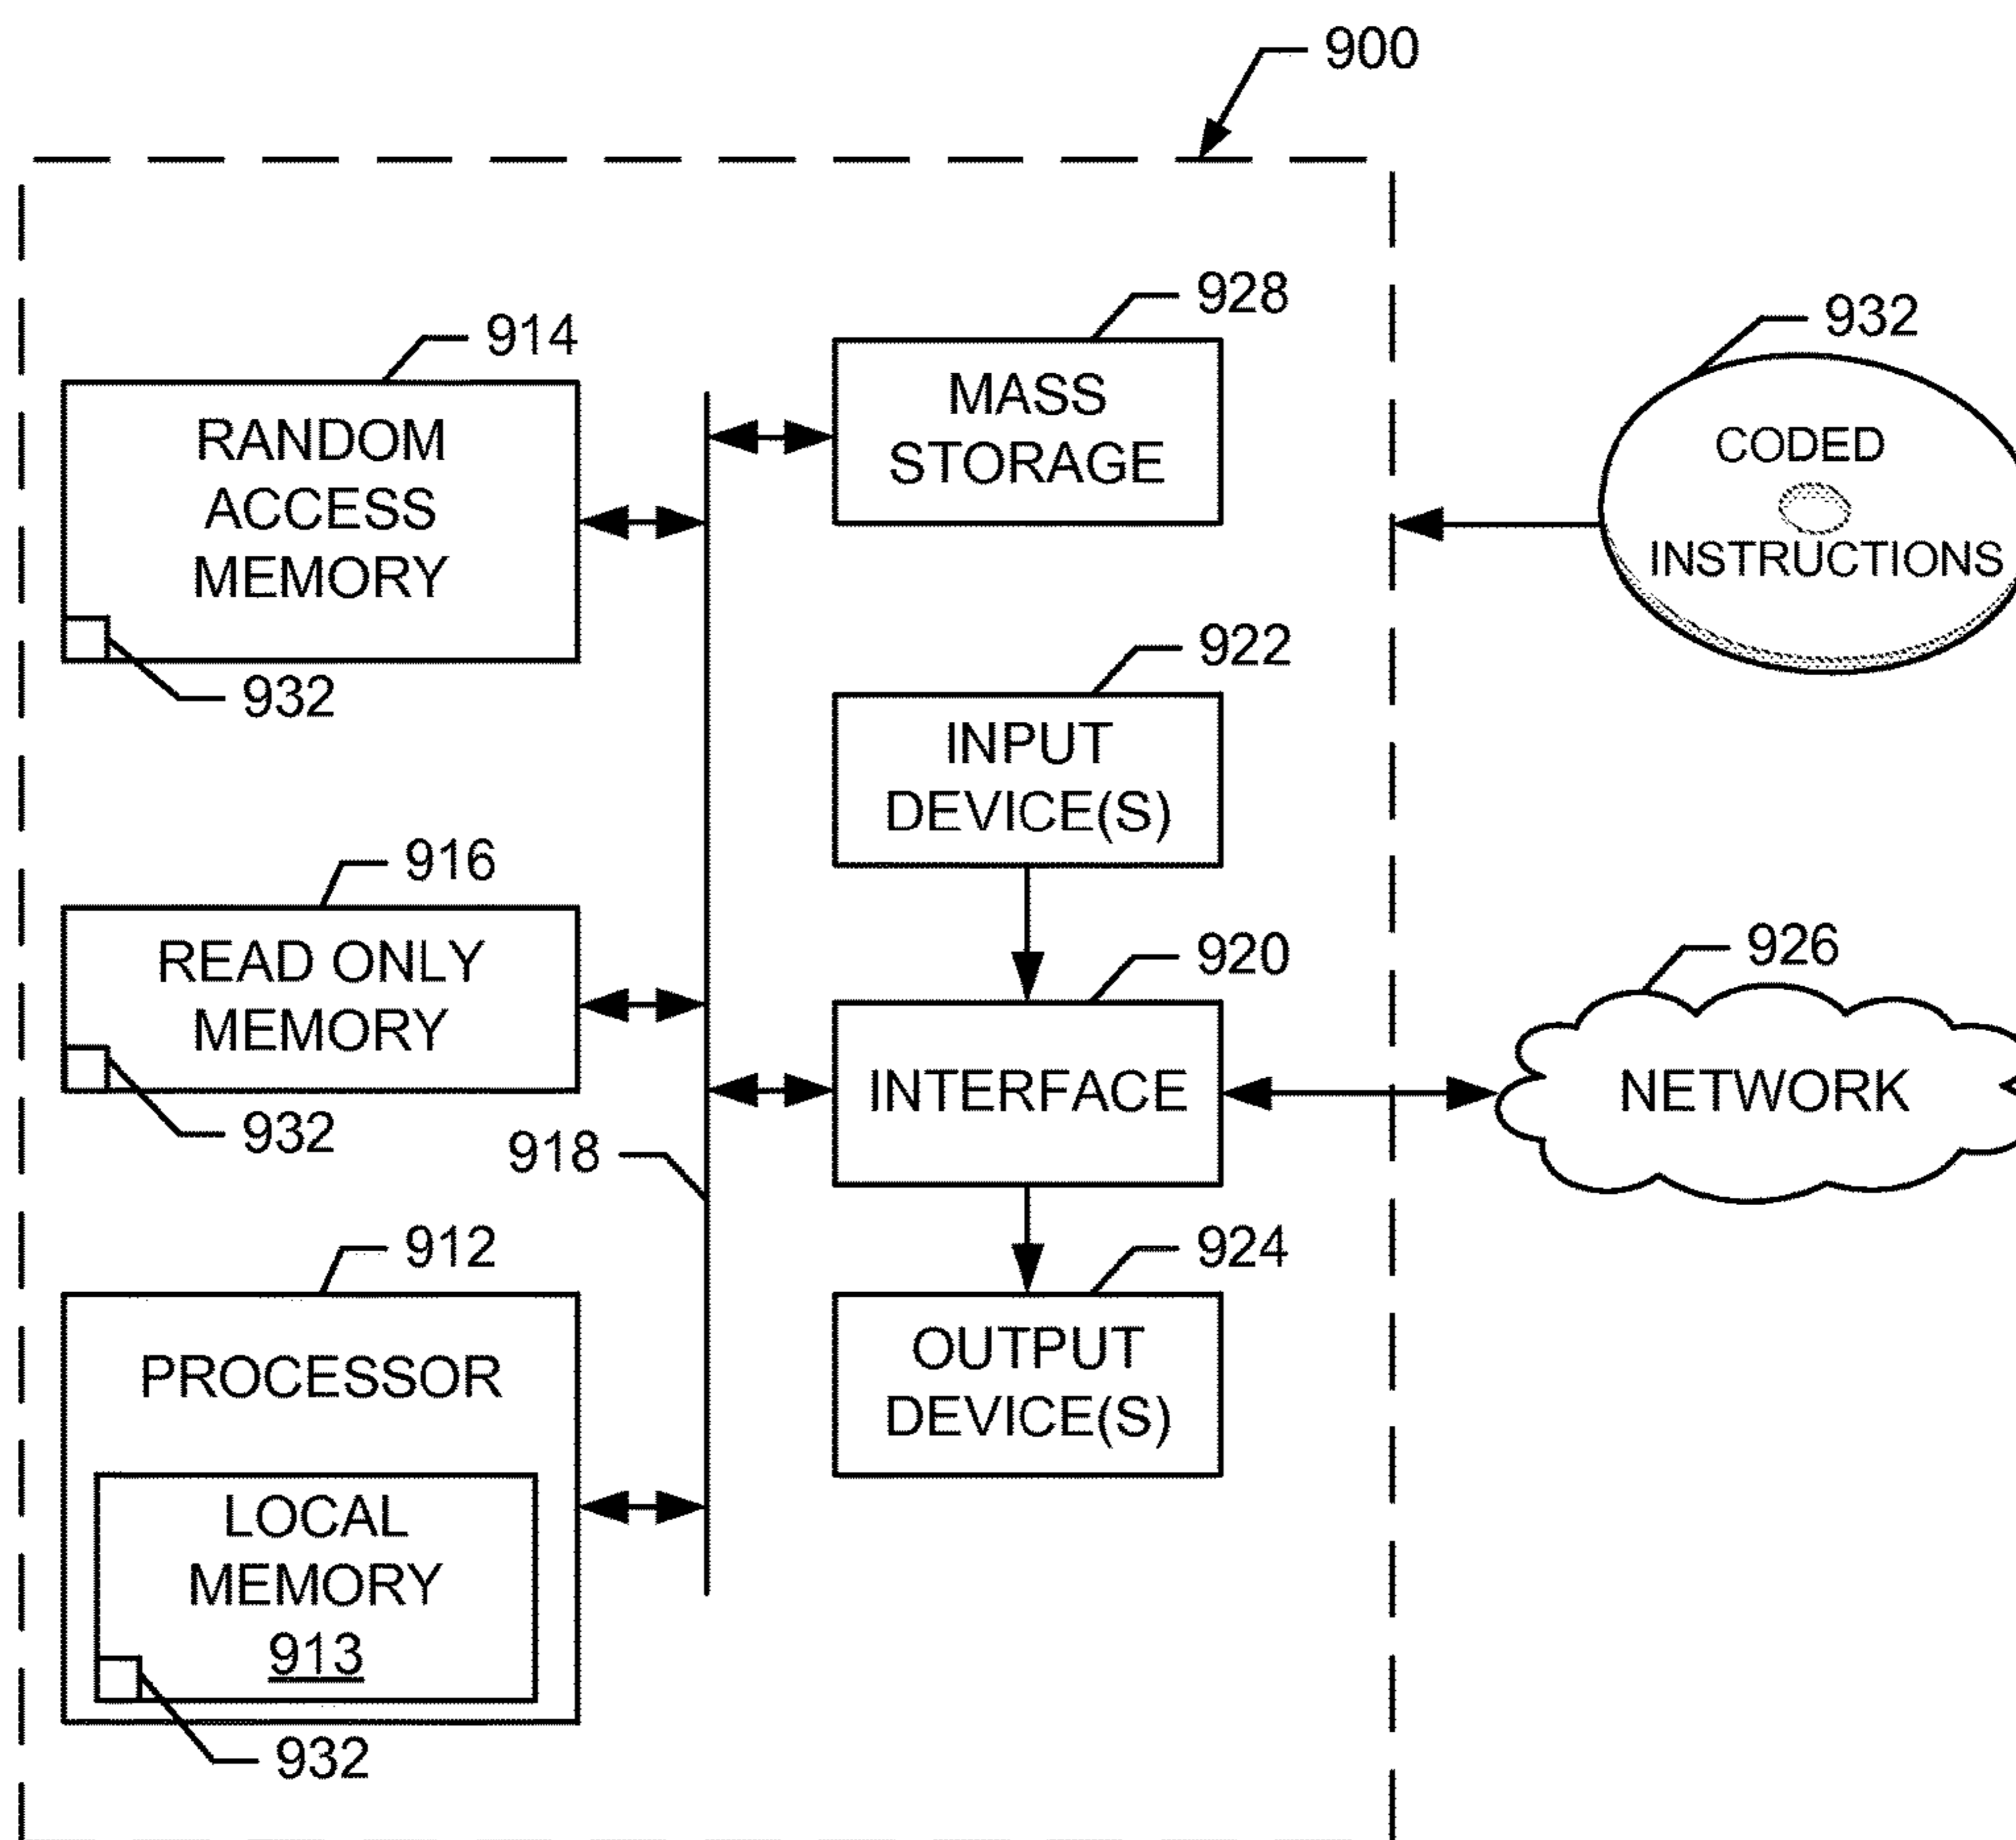 900
928
MASS
STORAGE
932
CODED
INSTRUCTIONS
914
RANDOM
ACCESS
MEMORY
932
922
INPUT
DEVICE(S)
916
READ ONLY
MEMORY
932
920
INTERFACE
926
NETWORK
918
912
PROCESSOR
LOCAL
MEMORY
913
932
924
OUTPUT
DEVICE(S)